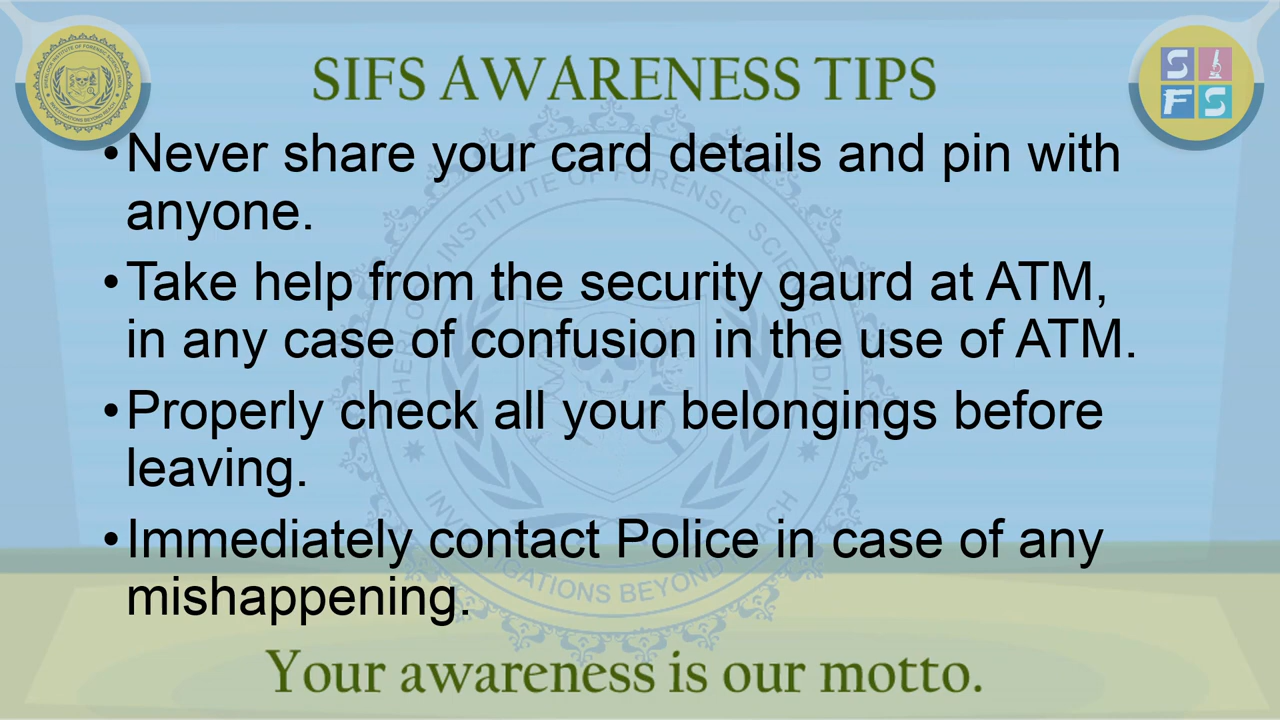 SIFS AWARENESS TIPS
•Never share your card details and pin with
anyone.
•Take help from the security gaurd at ATM,
in any case of confusion in the use of ATM.
•Properly check all your belongings before
leaving.
•Immediately contact Police in case of any
mishappening.
Your awareness is our motto.
S I
F S